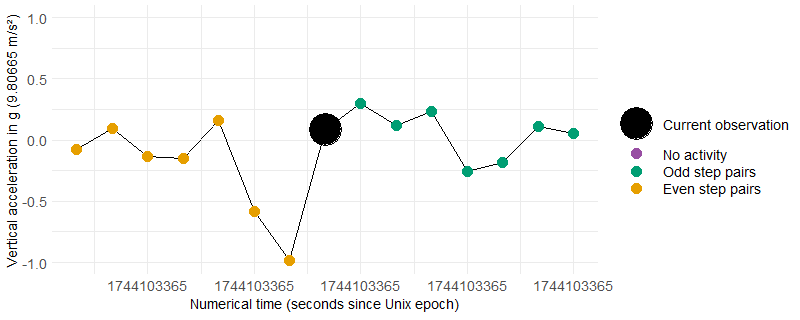 Vertical acceleration in g (9.80665 m/s²)
1.0
0.5
0.0
-0.5
-1.0
1744103365 1744103365 1744103365 1744103365 1744103365
Numerical time (seconds since Unix epoch)
Current observation
No activity
Odd step pairs
Even step pairs